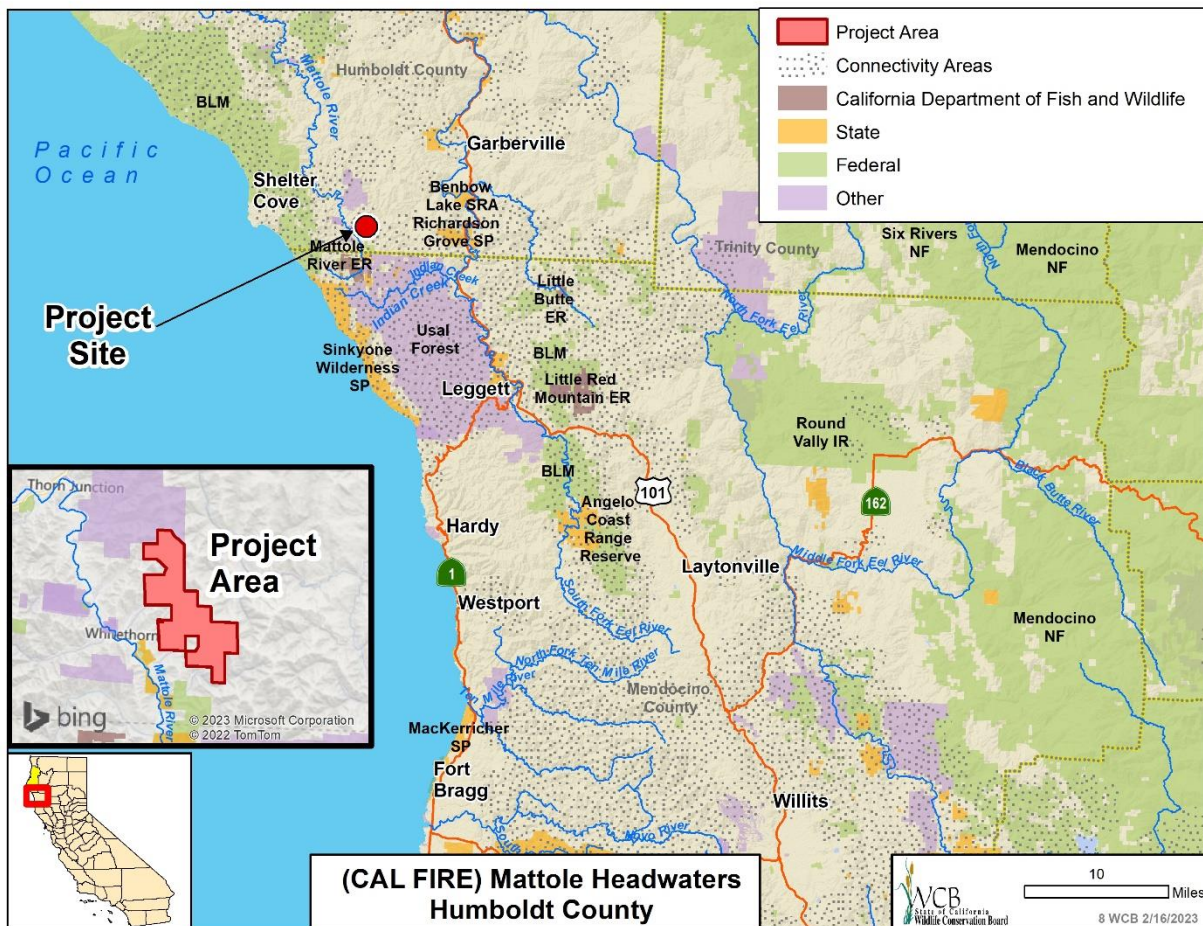 Project Area
Connectivity Areas
California Department of Fish and Wildlife
State
Federal
Other
Humboldt County
Mattole River
BLM
Pacific
Ocean
Garberville
Shelter
Cove
Benbow
Lake SRA
Richardson
Grove SP
Mattole
River ER
Trinity County
Six Rivers
NF
Mendocino
NF
North Fork Eel River
Indian Creek
Indian Creek
Little
Butte
ER
Project
Site
Usal
Forest
Sinkyone
Wilderness
SP
BLM
Leggett
Little Red
Mountain ER
Round
Vally IR
BLM
101
162
Black Butte River
Angelo
Coast
Range
Reserve
Hardy
1
Laytonville
Middle Fork Eel River
Westport
South Fork Eel River
North Fork Ten Mile River
Ten Mile River
Mendocino
County
Mendocino
NF
MacKerricher
SP
Fort
Bragg
Willits
Noyo River
Thorn Junction
Project
Area
Whitethorn
Mattole River
bing
© 2023 Microsoft Corporation
© 2022 TomTom
(CAL FIRE) Mattole Headwaters
Humboldt County
WCB
State of California
Wildlife Conservation Board
10
Miles
8 WCB 2/16/2023